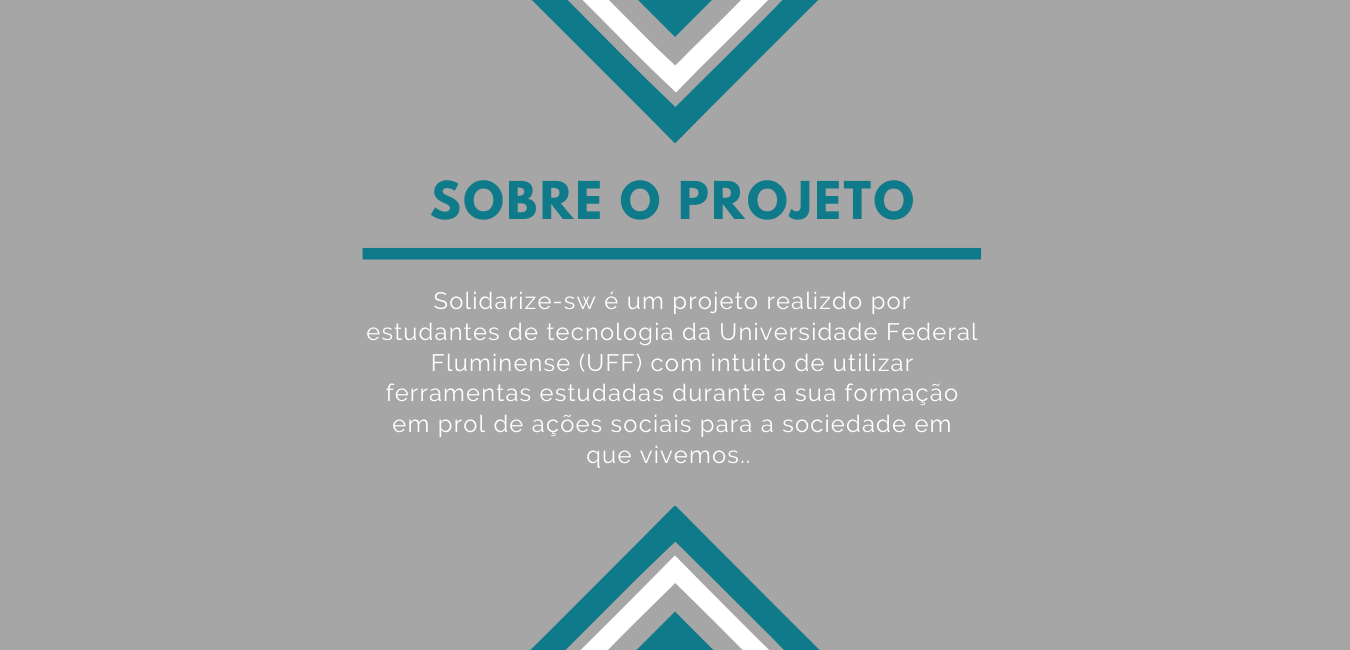 SOBRE O PROJETO
Solidarize-sw é um projeto realizdo por
estudantes de tecnologia da Universidade Federal
Fluminense (UFF) com intuito de utilizar
ferramentas estudadas durante a sua formação
em prol de ações sociais para a sociedade em
que vivemos..